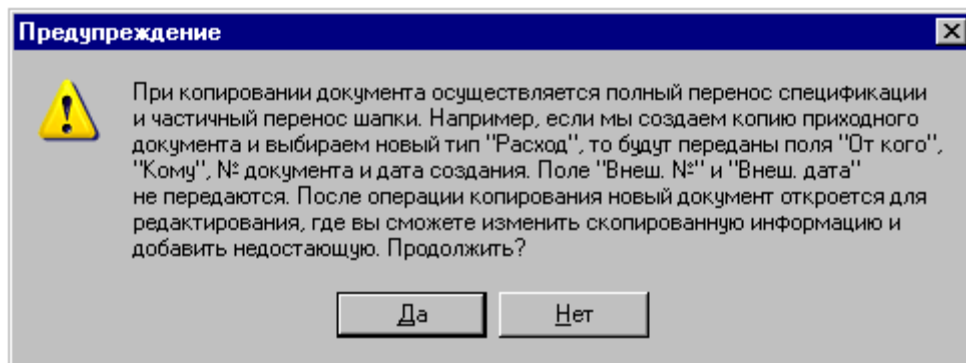 Предупреждение
При копировании документа осуществляется полный перенос спецификации
и частичный перенос шапки. Например, если мы создаем копию приходного
документа и выбираем новый тип "Расход", то будут переданы поля "От кого",
"Кому", № документа и дата создания. Поле "Внеш. №" и "Внеш. дата"
не передаются. После операции копирования новый документ откроется для
редактирования, где вы сможете изменить скопированную информацию и
добавить недостающую. Продолжить?
Да
Нет